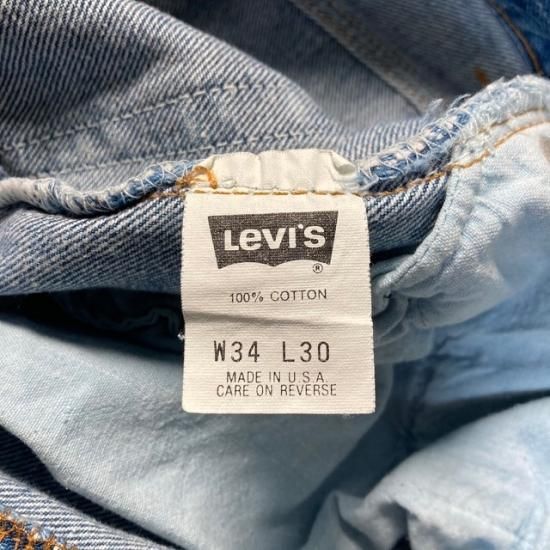 Levi's
®
100% COTTON
W34 L30
MADE IN U.S.A.
CARE ON REVERSE